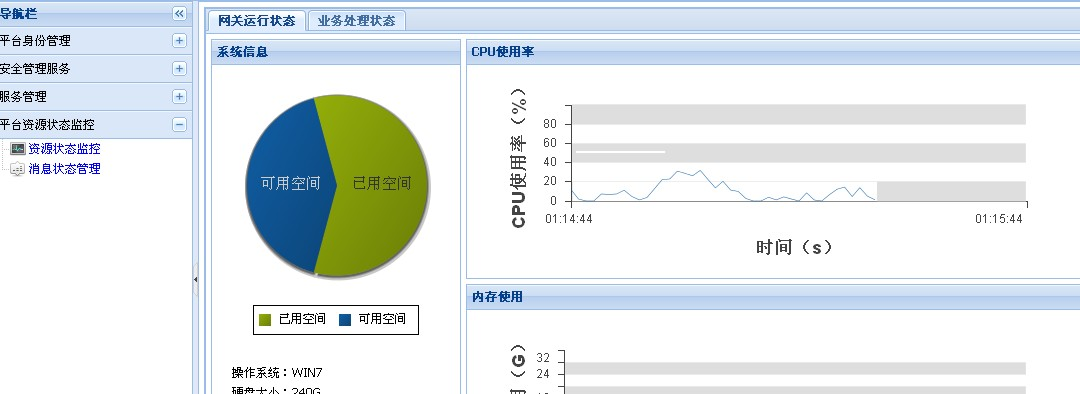 导航栏
平台身份管理
安全管理服务
服务管理
平台资源状态监控
资源状态监控
消息状态管理
网关运行状态 业务处理状态
系统信息
可用空间 已用空间
已用空间 可用空间
操作系统：WIN7
硬盘大小：240G
CPU使用率
CPU使用率（%）
80
60
40
20
0
01:14:44 01:15:44
时间（s）
内存使用
（G）
32
24